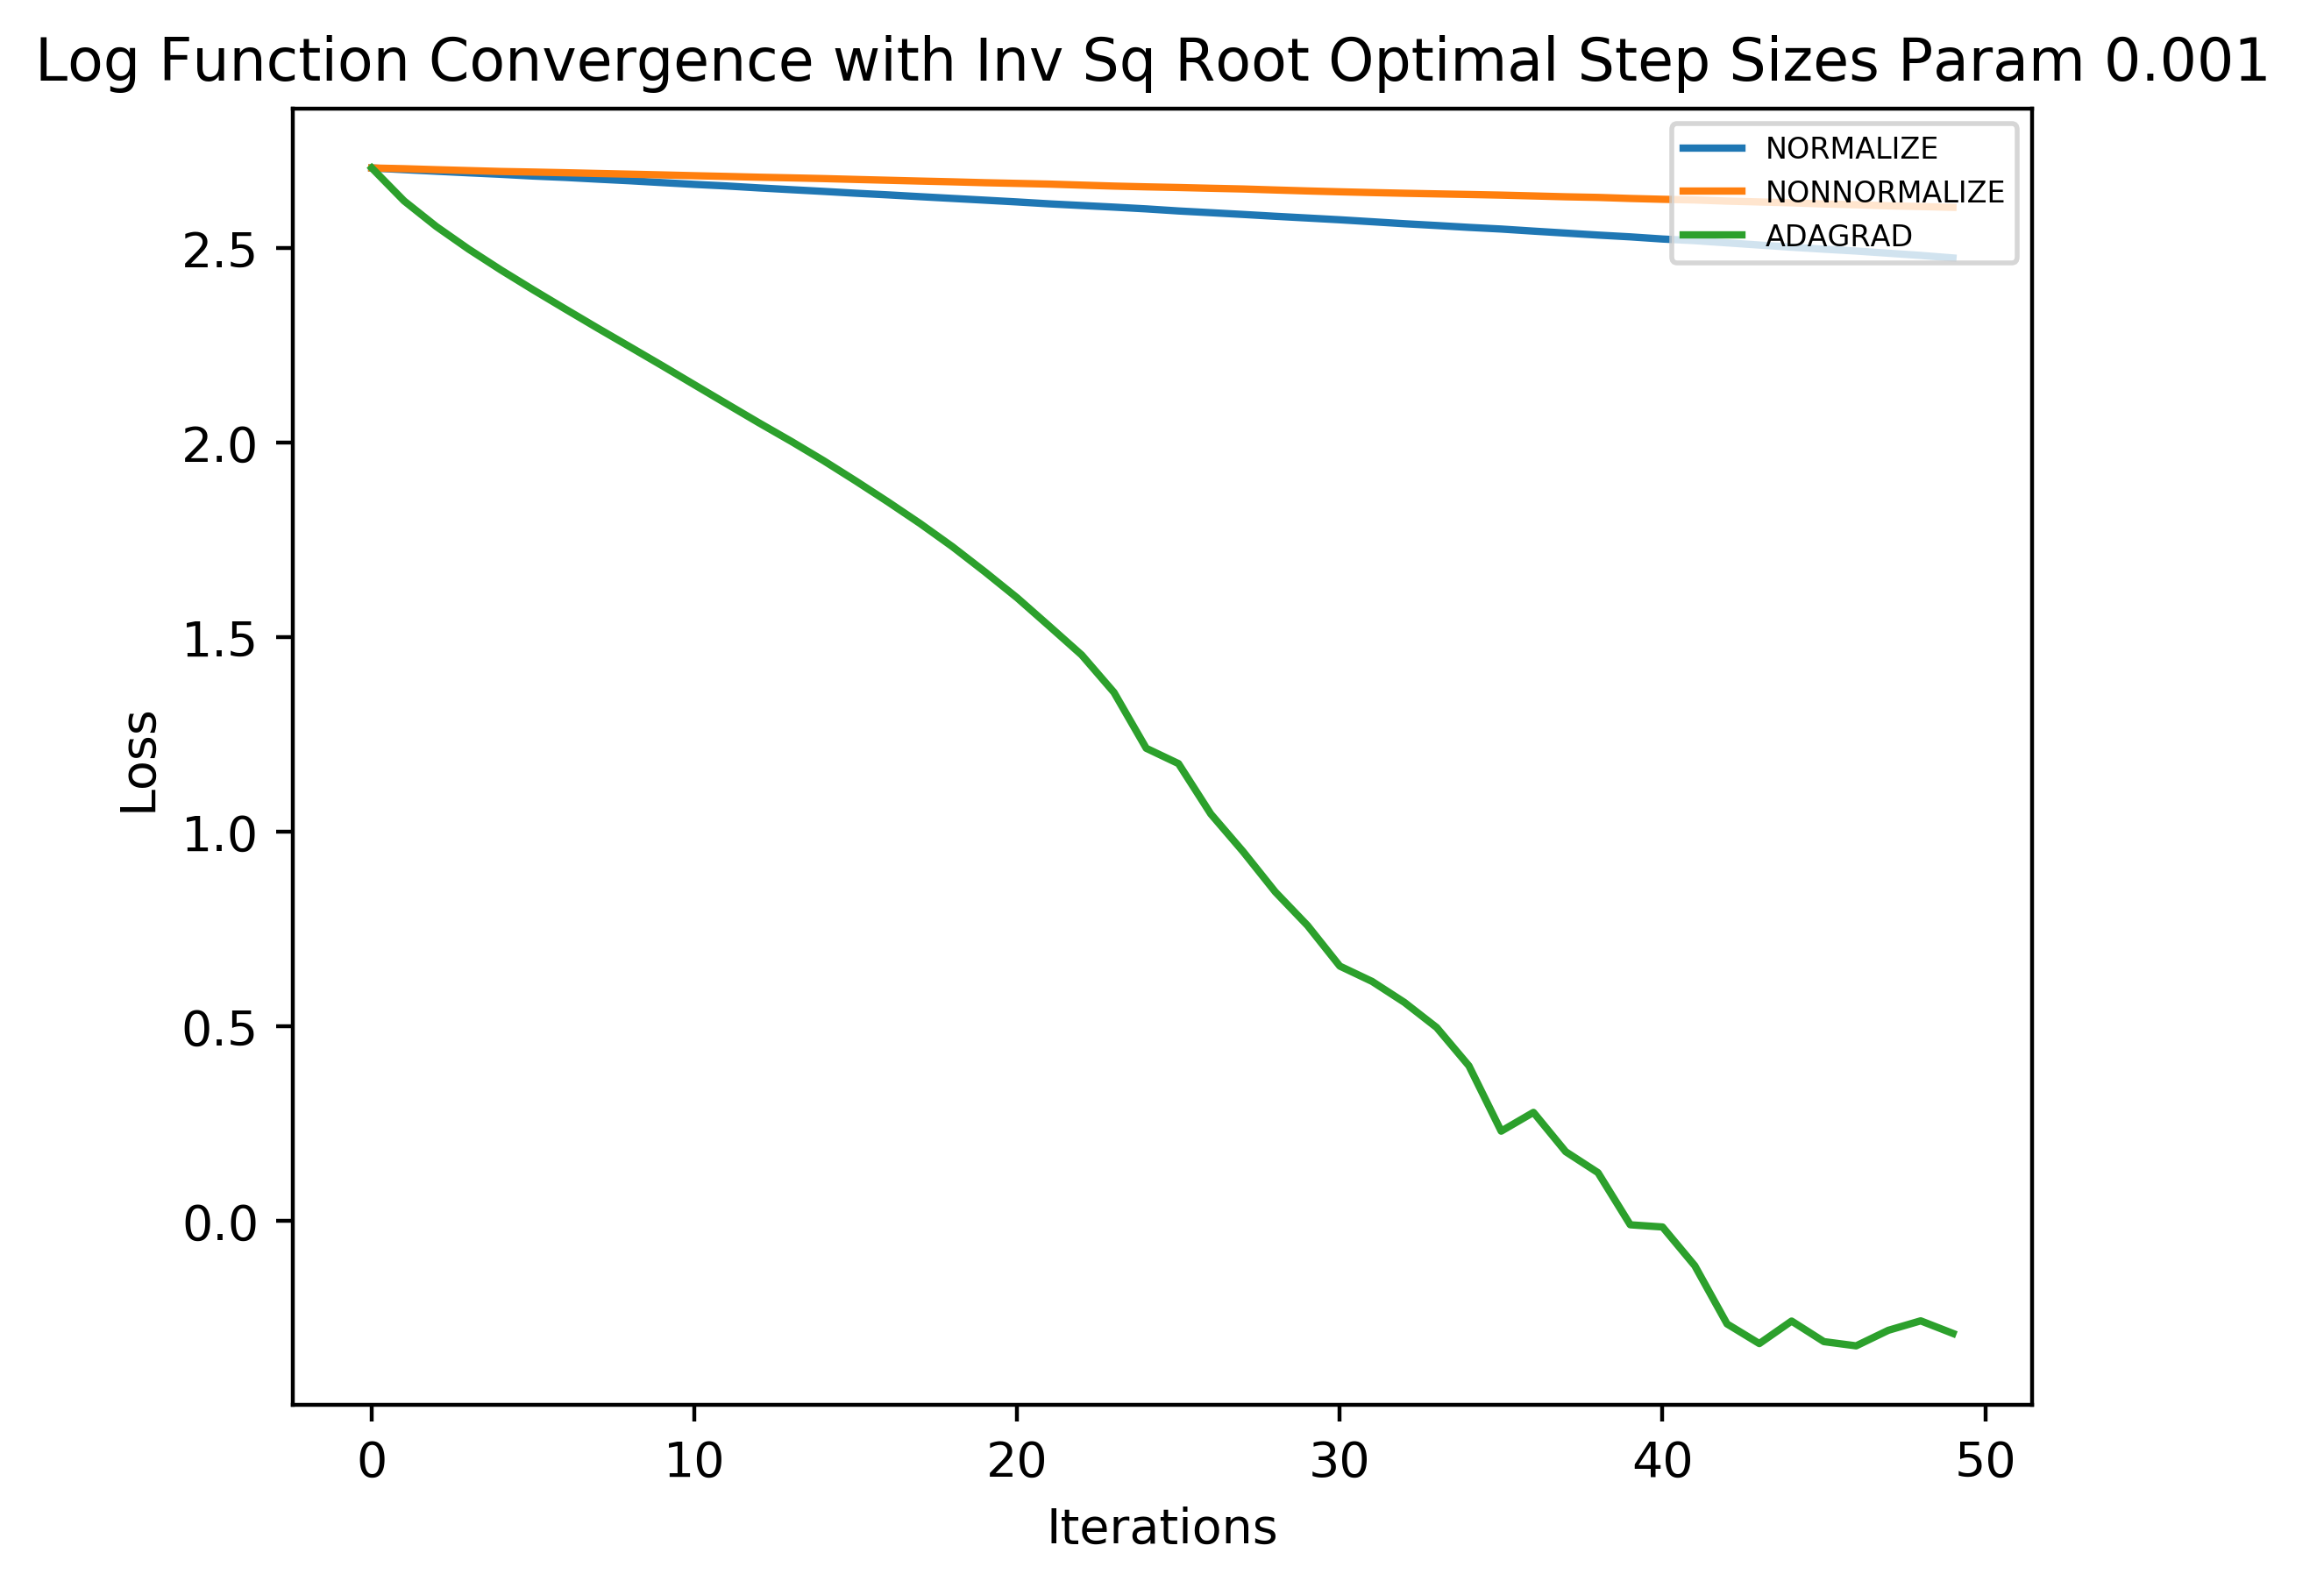 Log Function Convergence with Inv Sq Root Optimal Step Sizes Param 0.001
NORMALIZE
NONNORMALIZE
ADAGRAD
2.5
2.0
1.5
1.0
0.5
0.0
Loss
0 10 20 30 40 50
Iterations